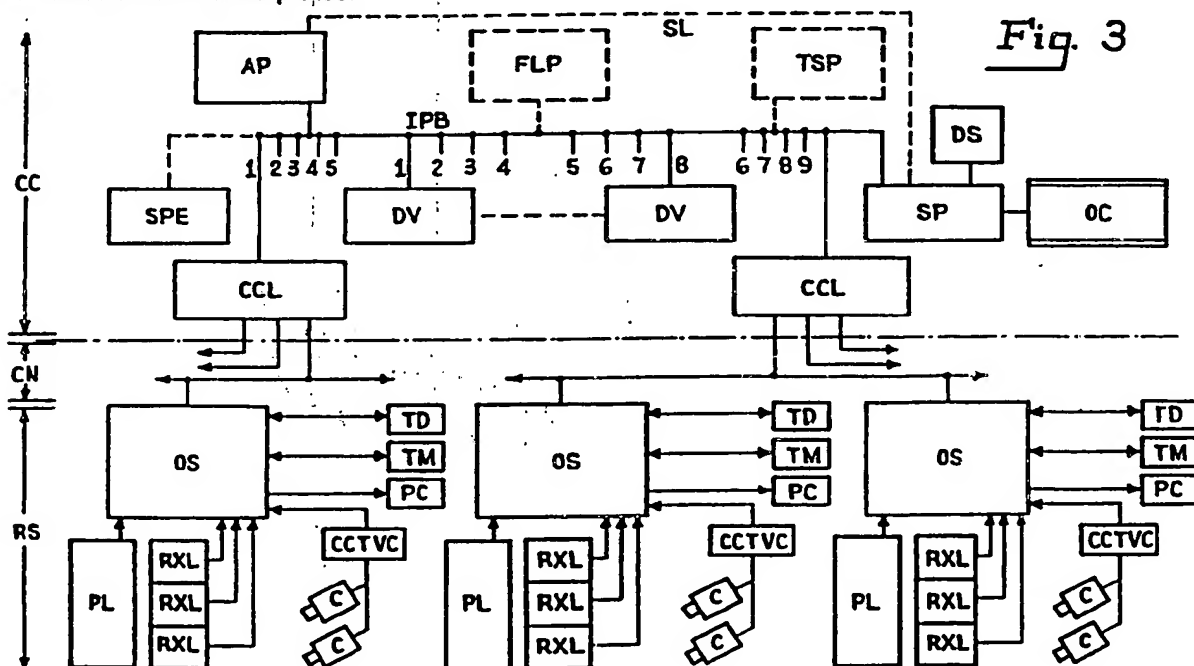 SL
Fig. 3
AP
FLP
TSP
IPB
DS
1 2 3 4 5 1 2 3 4 5 6 7 8 6 7 8 9
CC
SPE
DV
DV
SP
OC
CCL
CCL
CN
OS
TD
OS
TD
OS
TD
TM
TM
TM
PC
PC
PC
RS
CCTVC
CCTVC
CCTVC
PL
RXL
PL
RXL
PL
RXL
RXL
C
RXL
C
RXL
C
RXL
C
RXL
C
RXL
C